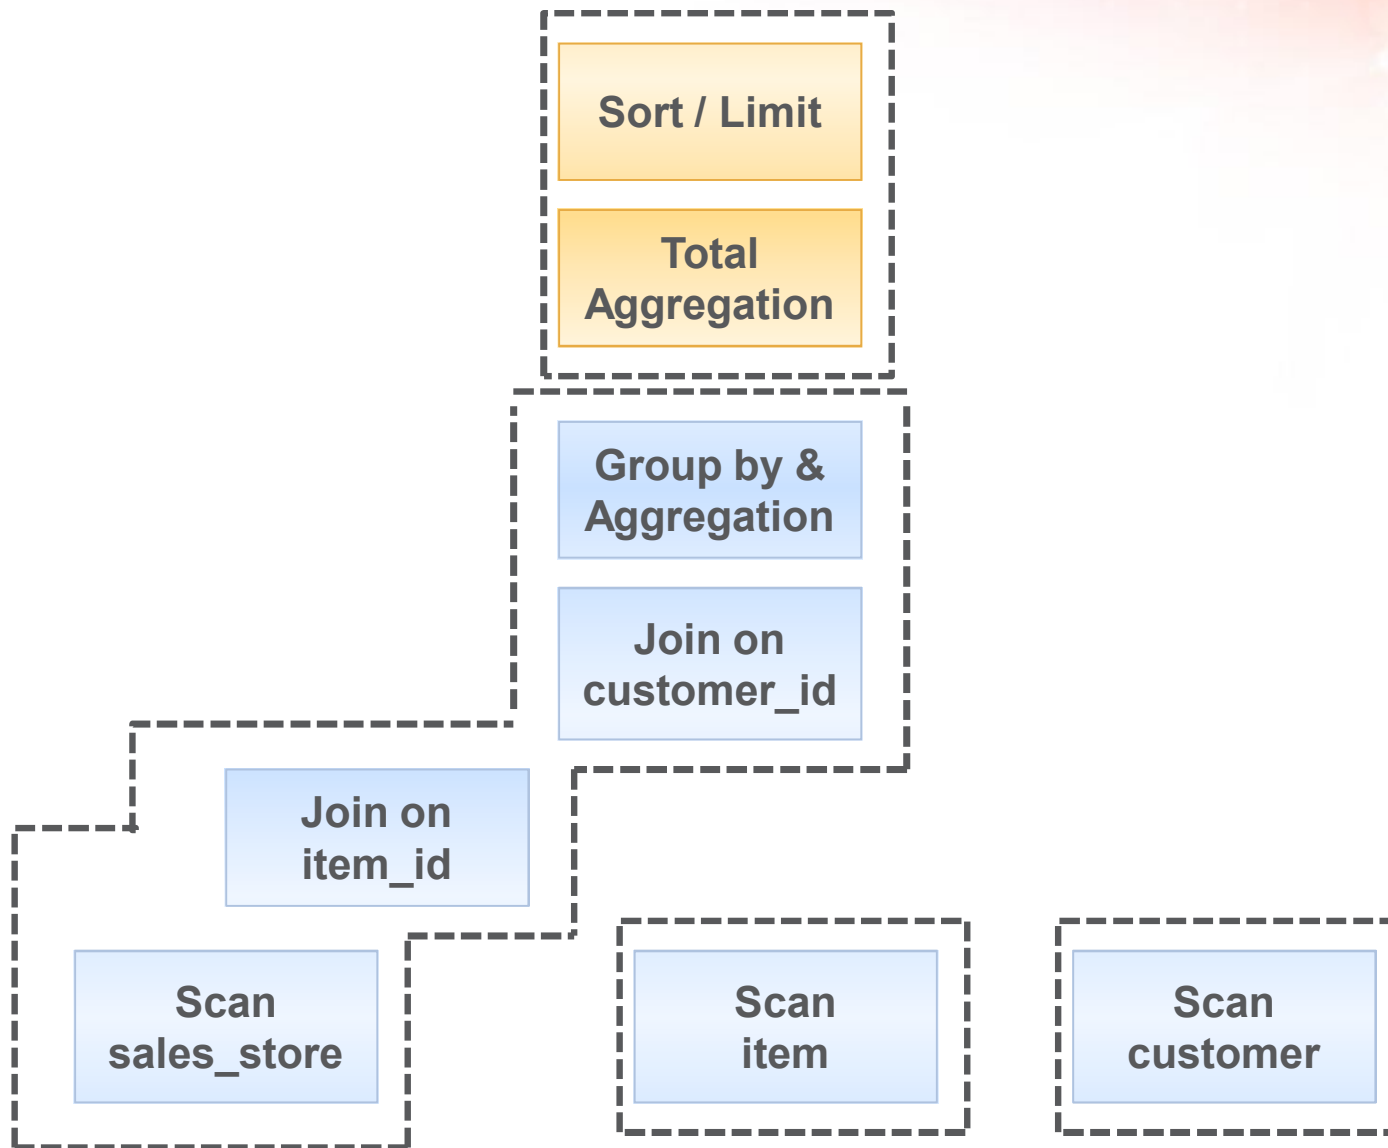 Sort / Limit
Total
Aggregation
Group by &
Aggregation
Join on
customer_id
Join on
item_id
Scan
sales_store
Scan
item
Scan
customer